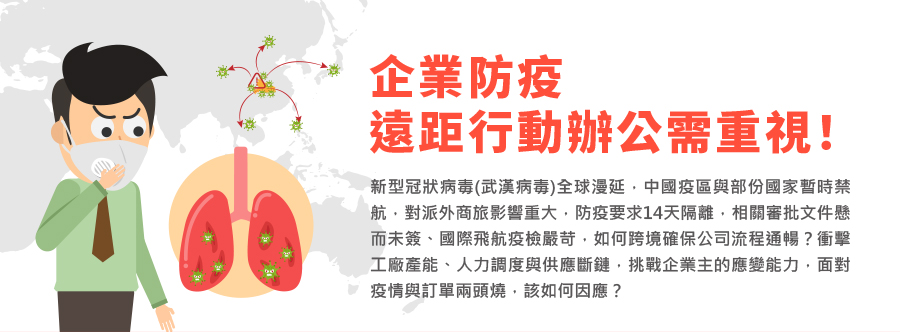 企業防疫
遠距行動辦公需重視！
新型冠狀病毒(武漢病毒)全球漫延，中國疫區與部份國家暫時禁
航，對派外商旅影響重大，防疫要求14天隔離，相關審批文件懸
而未簽、國際飛航疫檢嚴苛，如何跨境確保公司流程通暢？衝擊
工廠產能、人力調度與供應斷鏈，挑戰企業主的應變能力，面對
疫情與訂單兩頭燒，該如何因應？